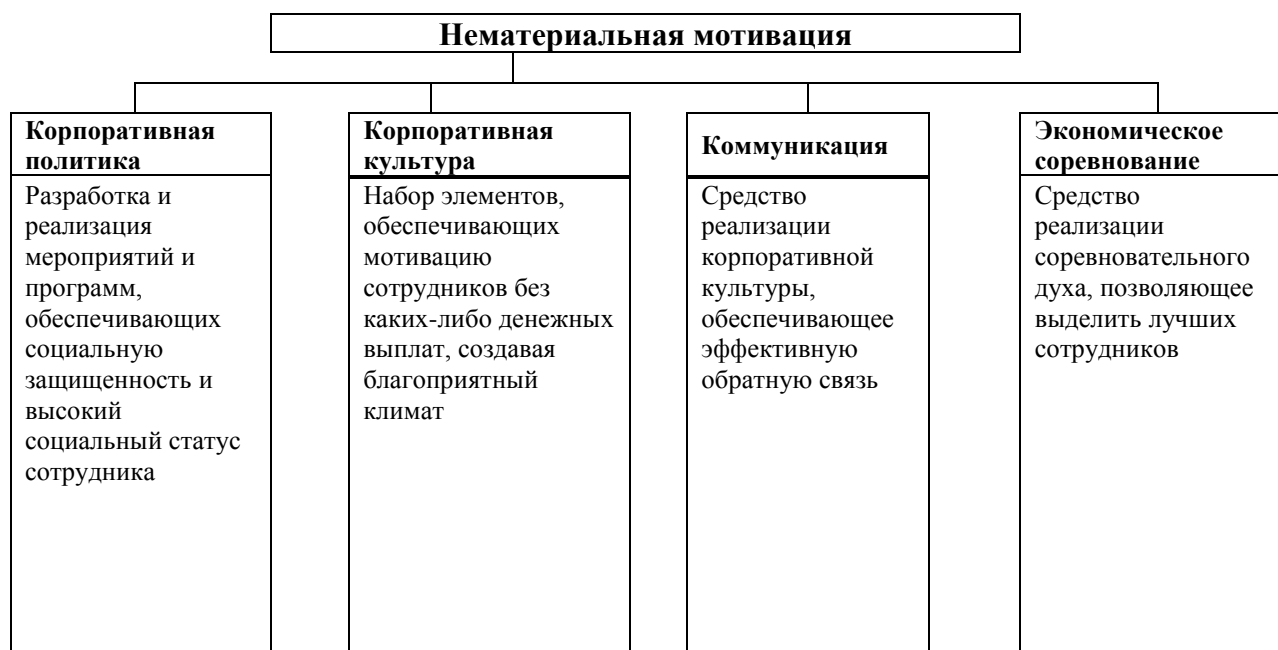 Нематериальная мотивация
Корпоративная
политика
Разработка и
реализация
мероприятий и
программ,
обеспечивающих
социальную
защищенность и
высокий
социальный статус
сотрудника
Корпоративная
культура
Набор элементов,
обеспечивающих
мотивацию
сотрудников без
каких-либо денежных
выплат, создавая
благоприятный
климат
Коммуникация
Средство
реализации
корпоративной
культуры,
обеспечивающее
эффективную
обратную связь
Экономическое
соревнование
Средство
реализации
соревновательного
духа, позволяющее
выделить лучших
сотрудников